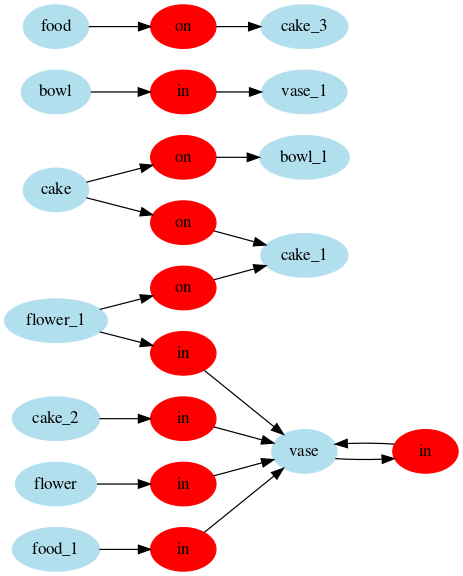 food on cake_3
bowl in vase_1
on bowl_1
cake
on
cake_1
on
flower_1
in
cake_2 in
vase in
flower in
food_1 in